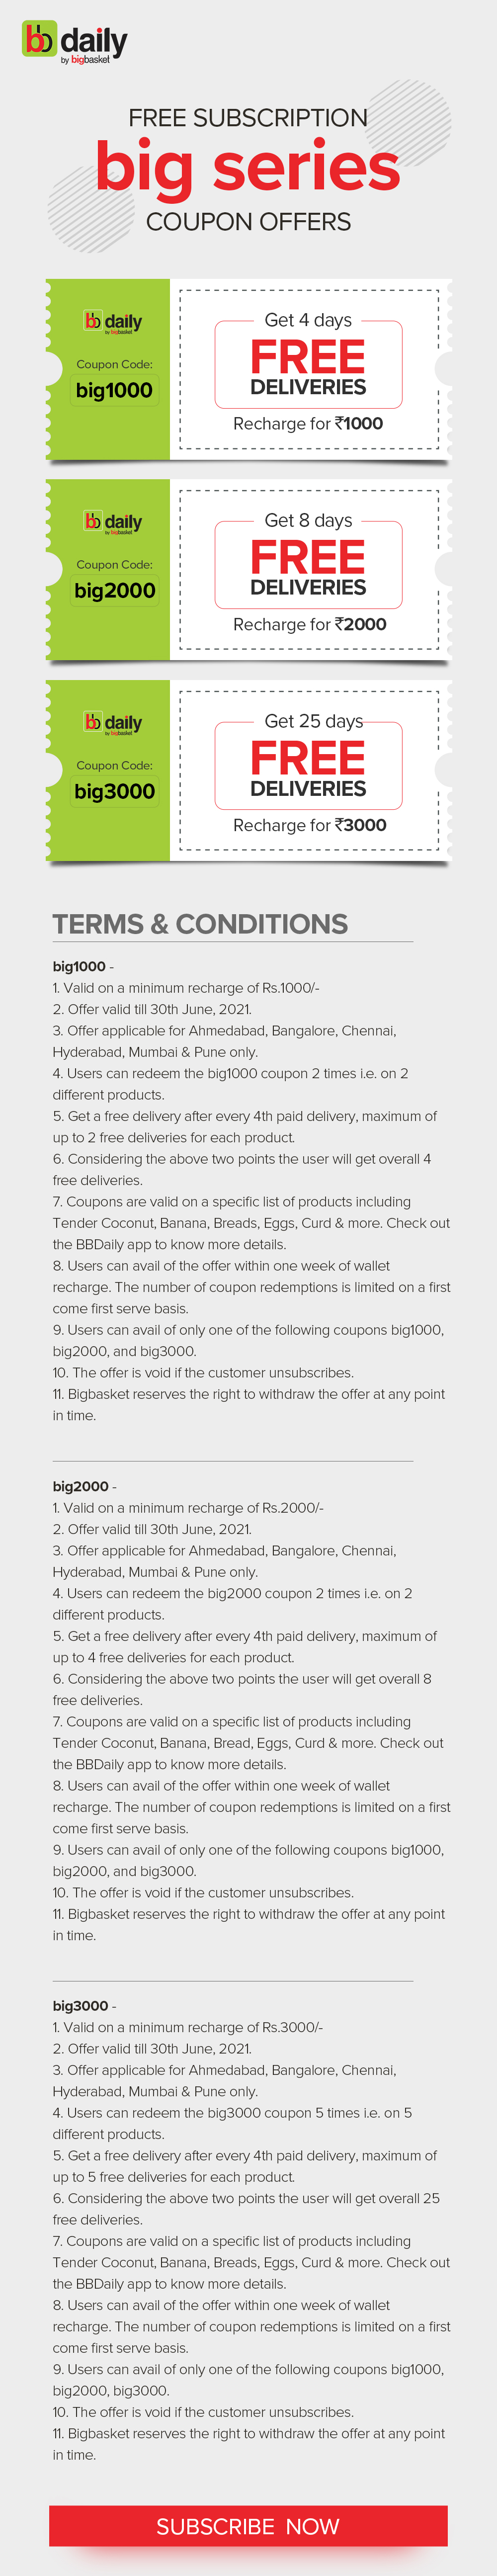 bb daily
by bigbasket
FREE SUBSCRIPTION
big series
COUPON OFFERS
bb daily
by bigbasket
Coupon Code:
big1000
Get 4 days
FREE
DELIVERIES
Recharge for ₹1000
bb daily
by bigbasket
Coupon Code:
big2000
Get 8 days
FREE
DELIVERIES
Recharge for ₹2000
bb daily
by bigbasket
Coupon Code:
big3000
Get 25 days
FREE
DELIVERIES
Recharge for ₹3000
TERMS & CONDITIONS
big1000 -
1. Valid on a minimum recharge of Rs.1000/-
2. Offer valid till 30th June, 2021.
3. Offer applicable for Ahmedabad, Bangalore, Chennai,
Hyderabad, Mumbai & Pune only.
4. Users can redeem the big1000 coupon 2 times i.e. on 2
different products.
5. Get a free delivery after every 4th paid delivery, maximum of
up to 2 free deliveries for each product.
6. Considering the above two points the user will get overall 4
free deliveries.
7. Coupons are valid on a specific list of products including
Tender Coconut, Banana, Breads, Eggs, Curd & more. Check out
the BBDaily app to know more details.
8. Users can avail of the offer within one week of wallet
recharge. The number of coupon redemptions is limited on a first
come first serve basis.
9. Users can avail of only one of the following coupons big1000,
big2000, and big3000.
10. The offer is void if the customer unsubscribes.
11. Bigbasket reserves the right to withdraw the offer at any point
in time.
big2000 -
1. Valid on a minimum recharge of Rs.2000/-
2. Offer valid till 30th June, 2021.
3. Offer applicable for Ahmedabad, Bangalore, Chennai,
Hyderabad, Mumbai & Pune only.
4. Users can redeem the big2000 coupon 2 times i.e. on 2
different products.
5. Get a free delivery after every 4th paid delivery, maximum of
up to 4 free deliveries for each product.
6. Considering the above two points the user will get overall 8
free deliveries.
7. Coupons are valid on a specific list of products including
Tender Coconut, Banana, Bread, Eggs, Curd & more. Check out
the BBDaily app to know more details.
8. Users can avail of the offer within one week of wallet
recharge. The number of coupon redemptions is limited on a first
come first serve basis.
9. Users can avail of only one of the following coupons big1000,
big2000, and big3000.
10. The offer is void if the customer unsubscribes.
11. Bigbasket reserves the right to withdraw the offer at any point
in time.
big3000 -
1. Valid on a minimum recharge of Rs.3000/-
2. Offer valid till 30th June, 2021.
3. Offer applicable for Ahmedabad, Bangalore, Chennai,
Hyderabad, Mumbai & Pune only.
4. Users can redeem the big3000 coupon 5 times i.e. on 5
different products.
5. Get a free delivery after every 4th paid delivery, maximum of
up to 5 free deliveries for each product.
6. Considering the above two points the user will get overall 25
free deliveries.
7. Coupons are valid on a specific list of products including
Tender Coconut, Banana, Breads, Eggs, Curd & more. Check out
the BBDaily app to know more details.
8. Users can avail of the offer within one week of wallet
recharge. The number of coupon redemptions is limited on a first
come first serve basis.
9. Users can avail of only one of the following coupons big1000,
big2000, big3000.
10. The offer is void if the customer unsubscribes.
11. Bigbasket reserves the right to withdraw the offer at any point
in time.
SUBSCRIBE NOW